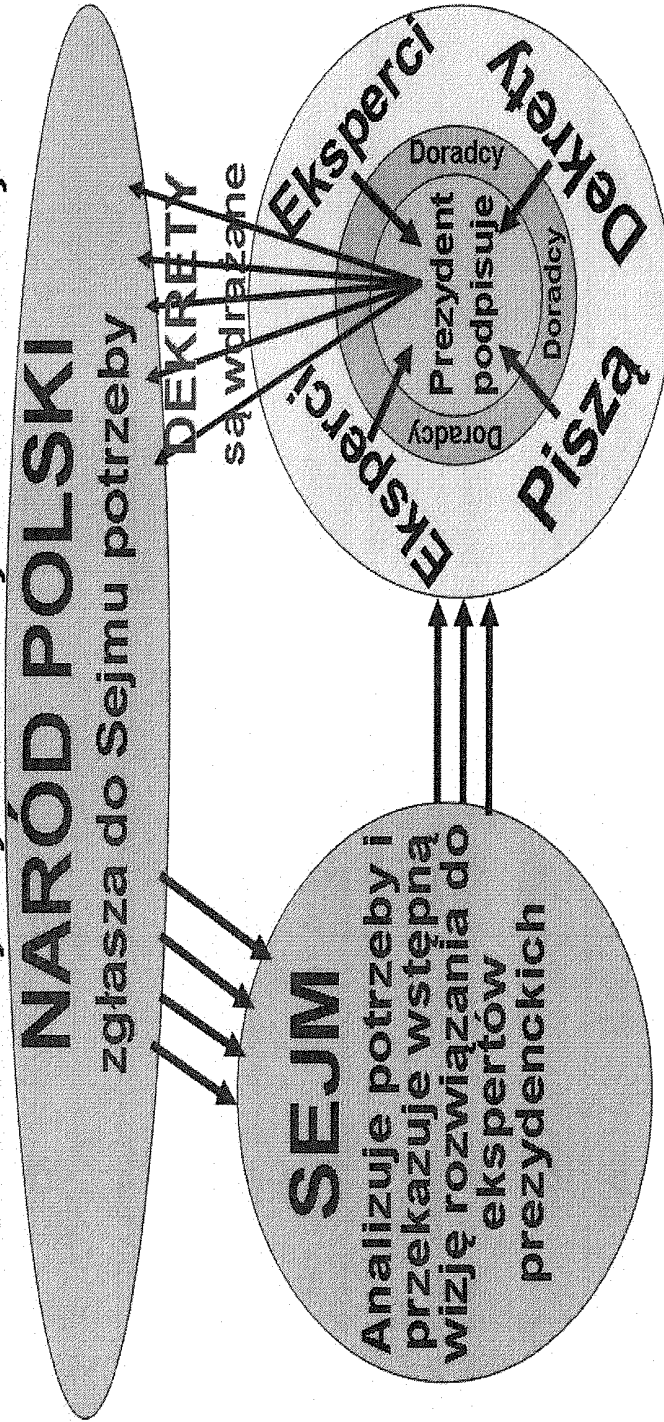 NARÓD POLSKI
zgłasza do Sejmu potrzeby
SEJM
Analizuje potrzeby i
przekazuje wstępną
wizję rozwiązania do
ekspertów
prezydenckich
DEKRETY
są wdrażane
Eksperci
Eksperci
Piszą
Dekrety
Doradcy
Doradcy
Doradcy
Prezydent
podpisuje